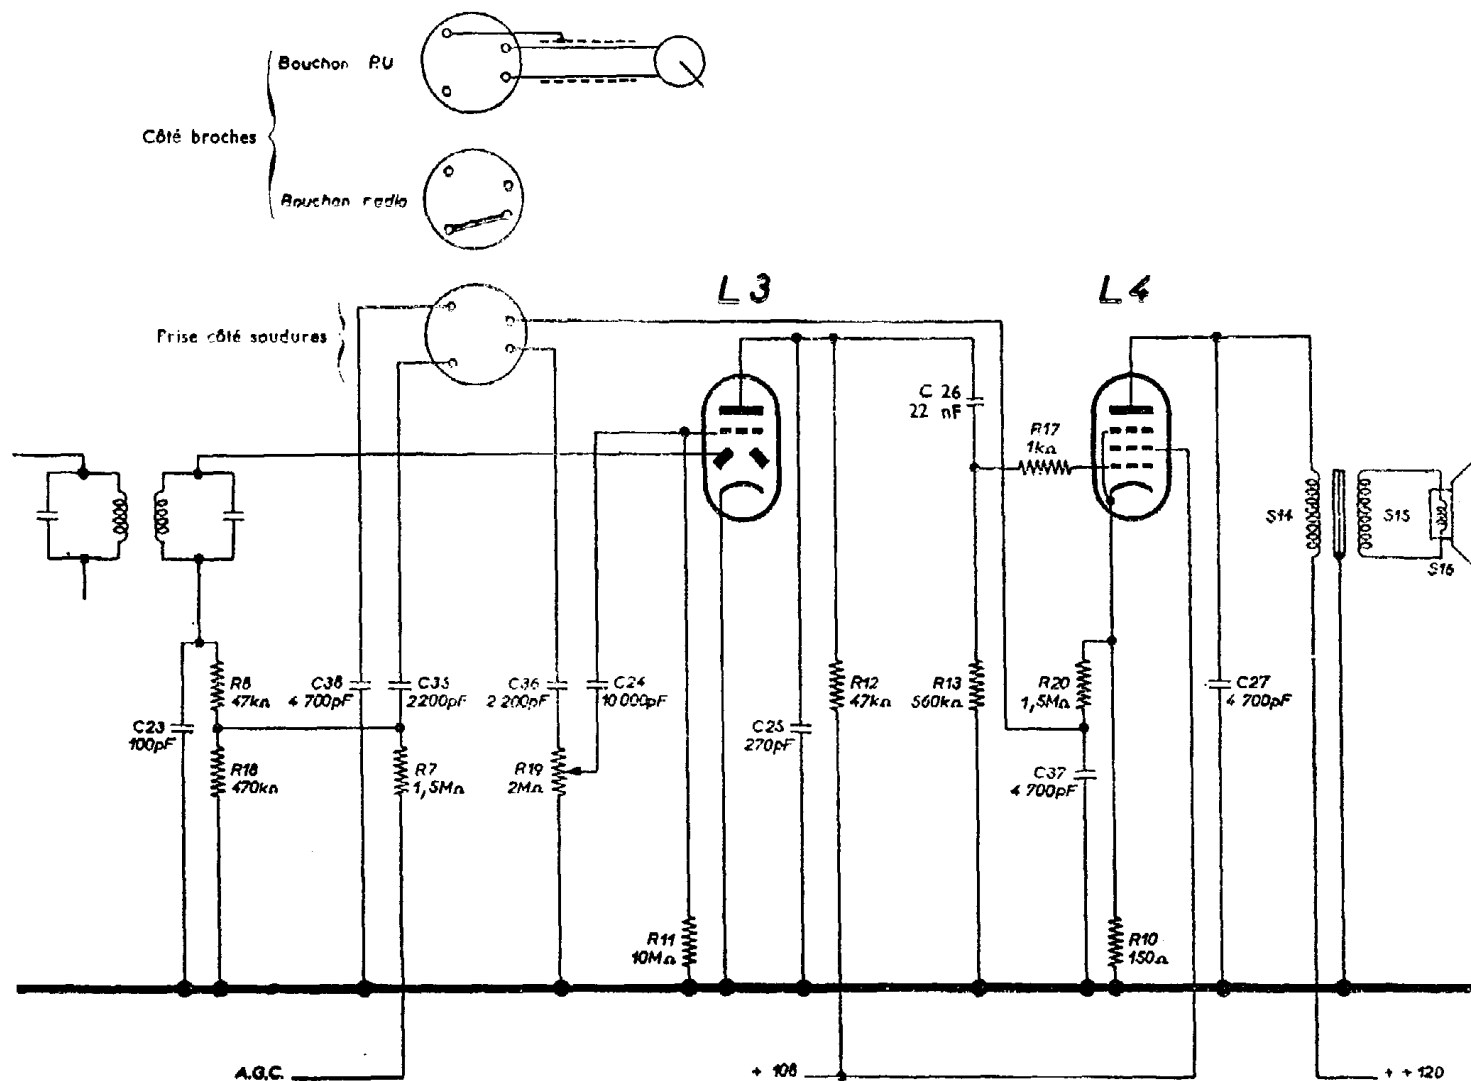 Bouchon P.U
Côté broches
Bouchon radio
L3
L4
Prise côté soudures
C 26
22 nF
R17
1kΩ
S14
S15
S16
R8
47kΩ
C38
4 700pF
C35
2200pF
C36
2 200pF
C24
10 000pF
R12
47kΩ
R13
560kΩ
R20
1,5MΩ
C27
4 700pF
C23
100pF
C25
270pF
R18
470kΩ
R7
1,5MΩ
R19
2MΩ
C37
4 700pF
R11
10MΩ
R10
150Ω
A.G.C.
+ 108
+ + 120